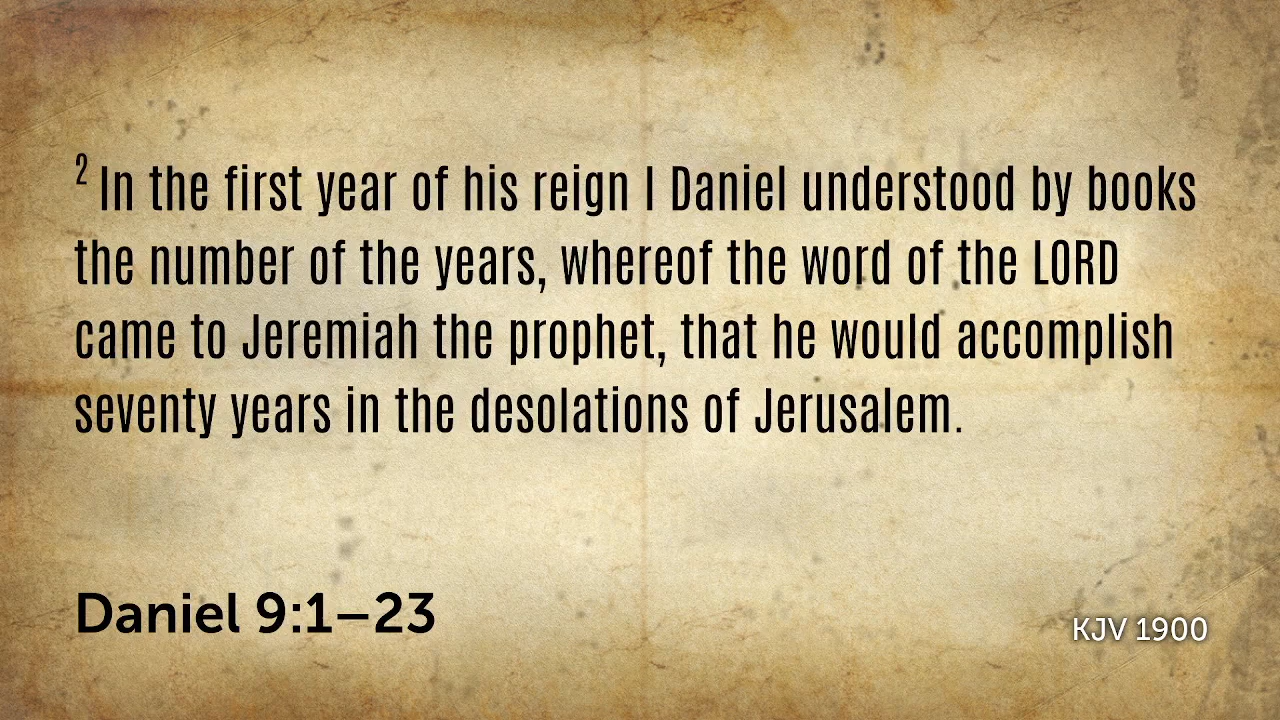 2 In the first year of his reign I Daniel understood by books
the number of the years, whereof the word of the LORD
came to Jeremiah the prophet, that he would accomplish
seventy years in the desolations of Jerusalem.
Daniel 9:1–23
KJV 1900